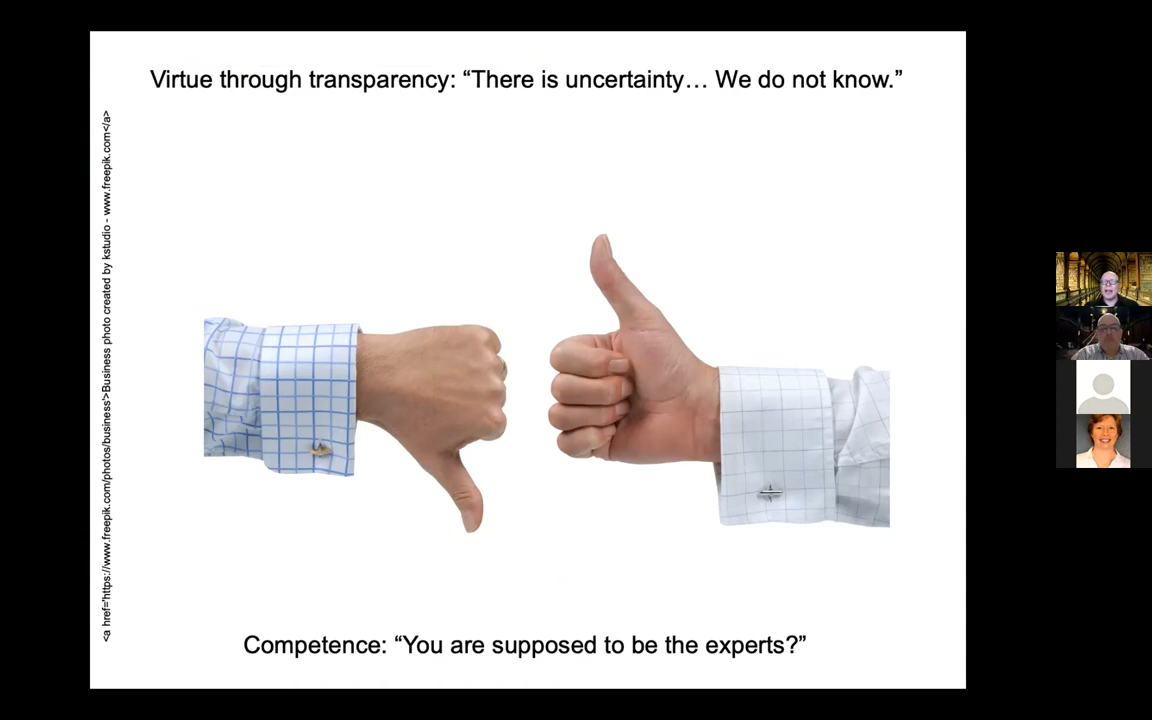 Virtue through transparency: “There is uncertainty… We do not know.”
<a href='https://www.freepik.com/photos/business'>Business photo created by kstudio - www.freepik.com</a>
Competence: “You are supposed to be the experts?”